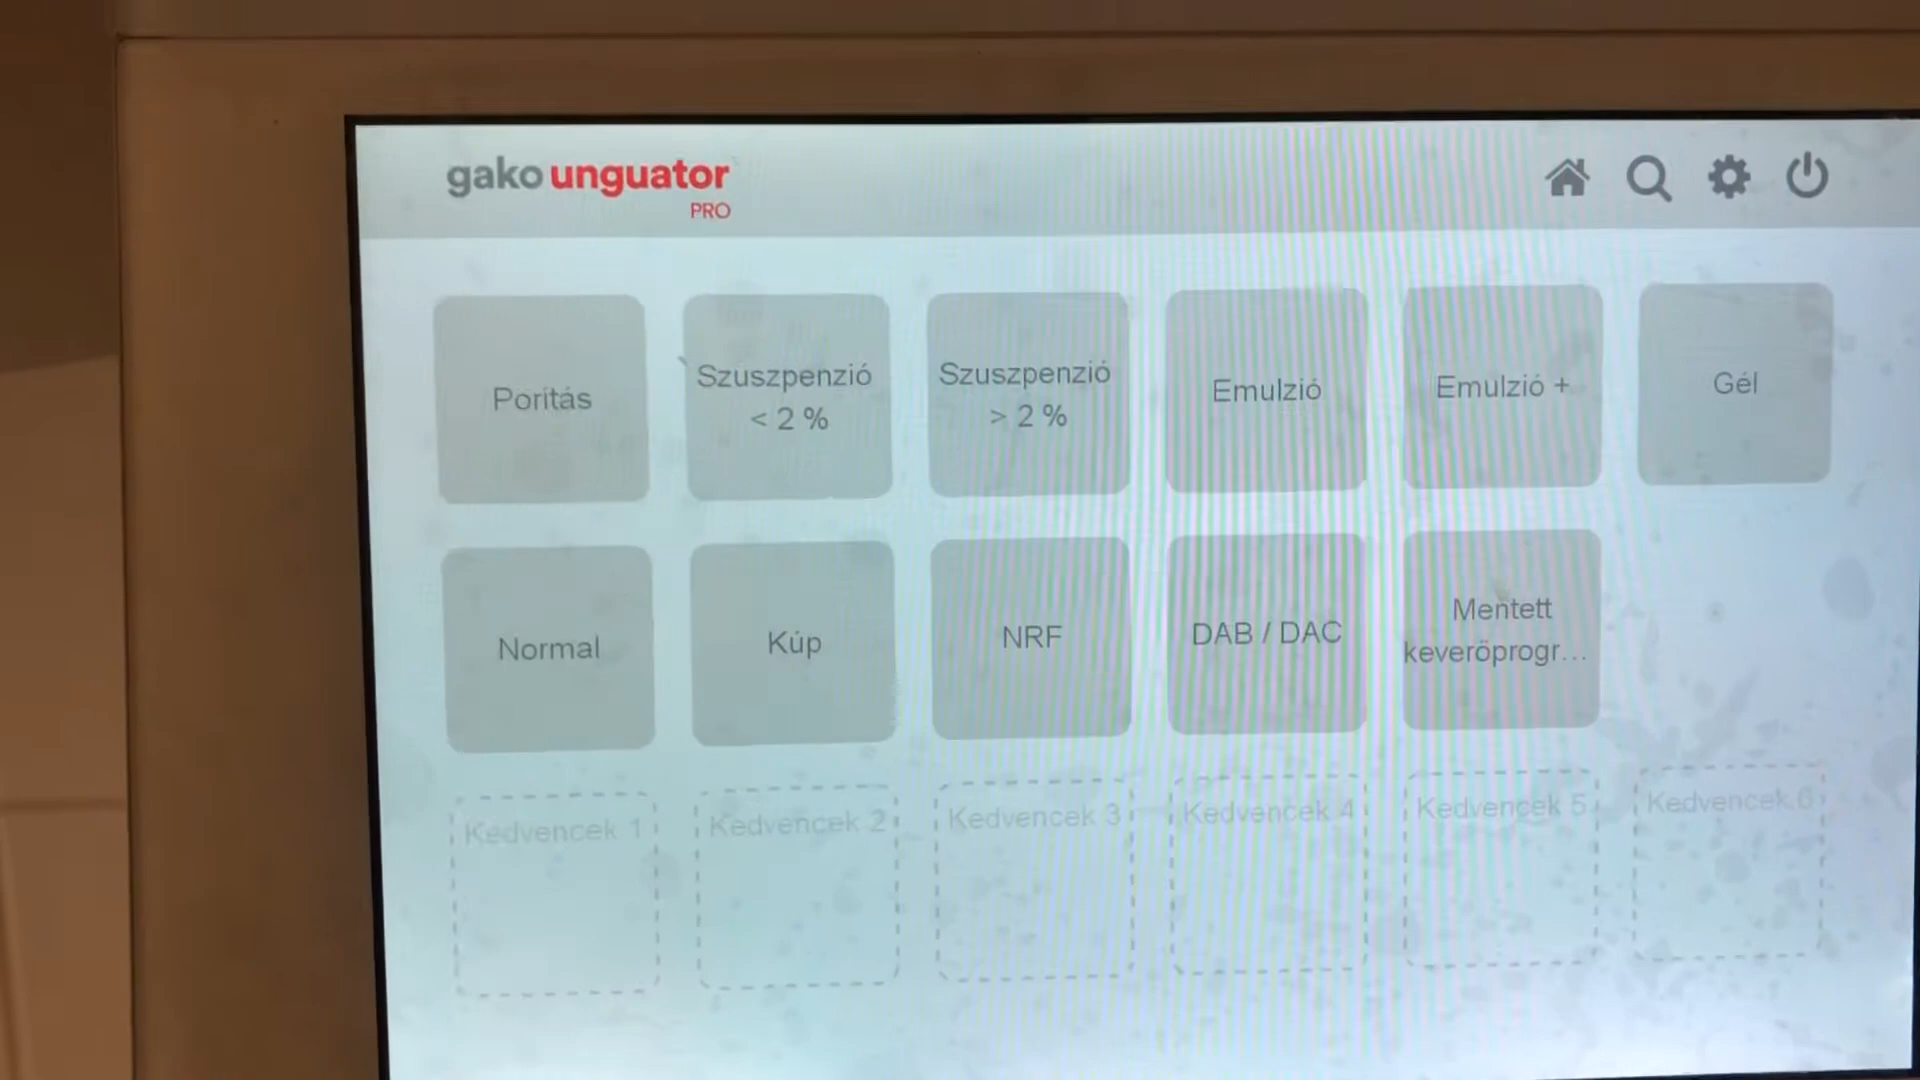 gako unguator
PRO
Porítás
Szuszpenzió
< 2 %
Szuszpenzió
> 2 %
Emulzió
Emulzió +
Gél
Normal
Kúp
NRF
DAB / DAC
Mentett
keverőprogr...
Kedvencek 1
Kedvencek 2
Kedvencek 3
Kedvencek 4
Kedvencek 5
Kedvencek 6